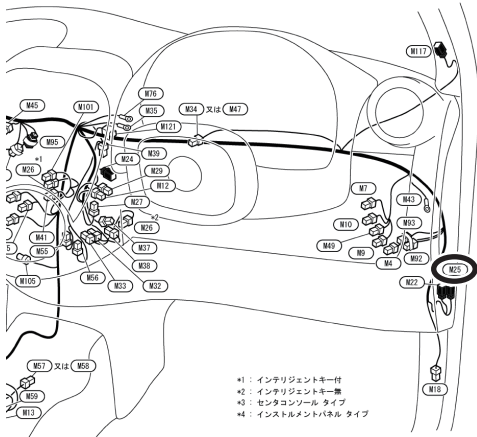 M117
M76
M45
M101
M35
M34 又は M47
M121
M95
M24
M39
*1
M26
M29
M12
M7
M43
M27
M10
M93
*2
M26
M41
M37
M49
M9
M4
M92
M25
M55
M38
M56
M33
M32
M22
M105
M57 又は M58
M18
M59
M13
*1 : インテリジェントキー付
*2 : インテリジェントキー無
*3 : センタコンソール タイプ
*4 : インストルメントパネル タイプ